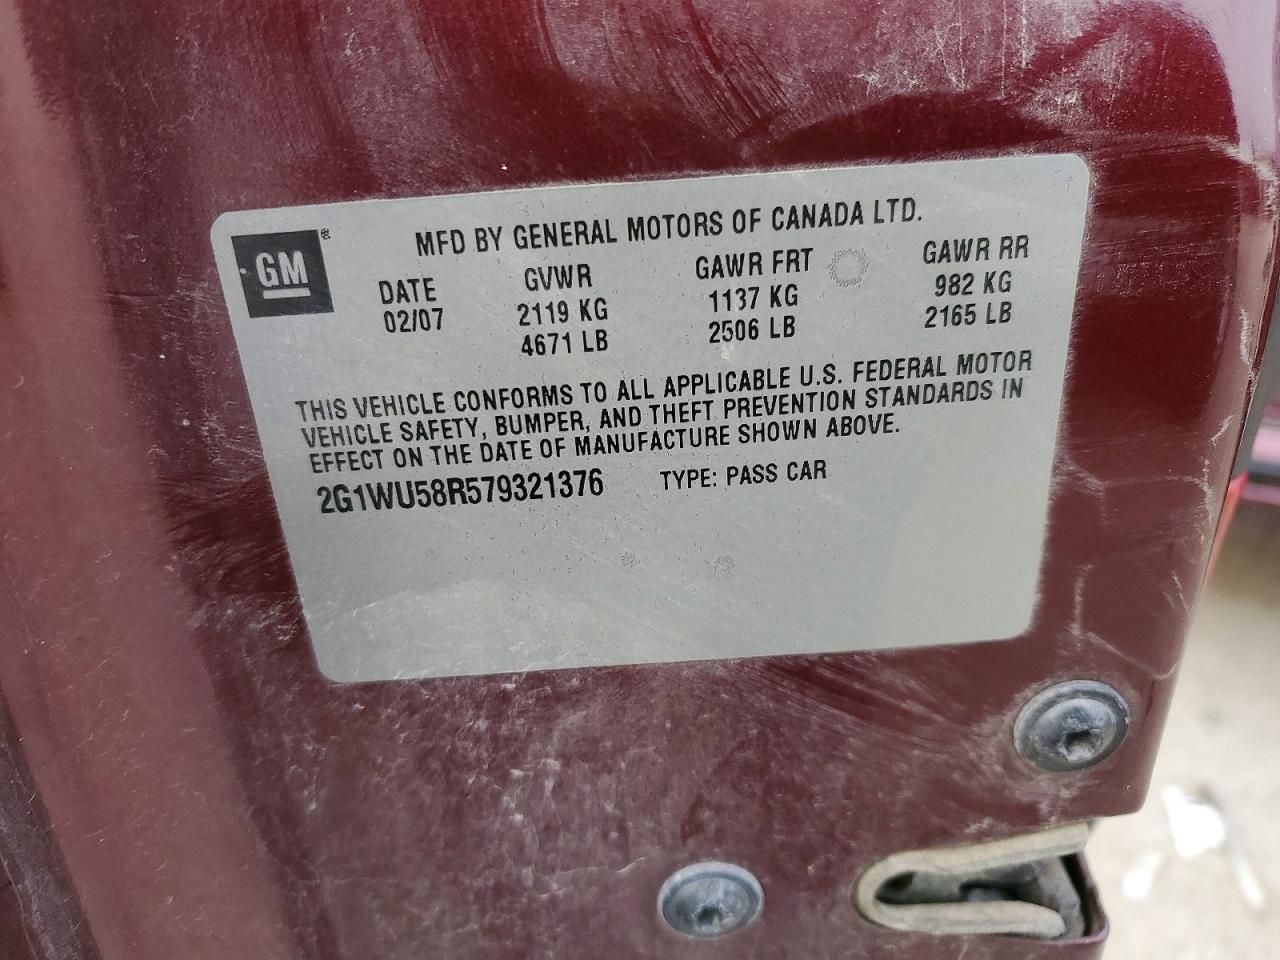 GM®
MFD BY GENERAL MOTORS OF CANADA LTD.
DATE GVWR GAWR FRT GAWR RR
02/07 2119 KG 1137 KG 982 KG
4671 LB 2506 LB 2165 LB
THIS VEHICLE CONFORMS TO ALL APPLICABLE U.S. FEDERAL MOTOR
VEHICLE SAFETY, BUMPER, AND THEFT PREVENTION STANDARDS IN
EFFECT ON THE DATE OF MANUFACTURE SHOWN ABOVE.
2G1WU58R579321376 TYPE: PASS CAR